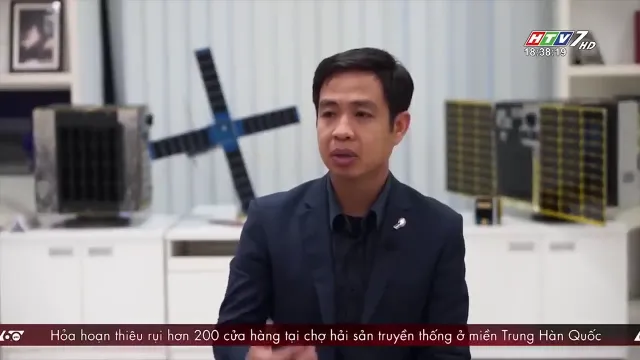 HTV7 HD
18:38:19
60
Hỏa hoạn thiêu rụi hơn 200 cửa hàng tại chợ hải sản truyền thống ở miền Trung Hàn Quốc